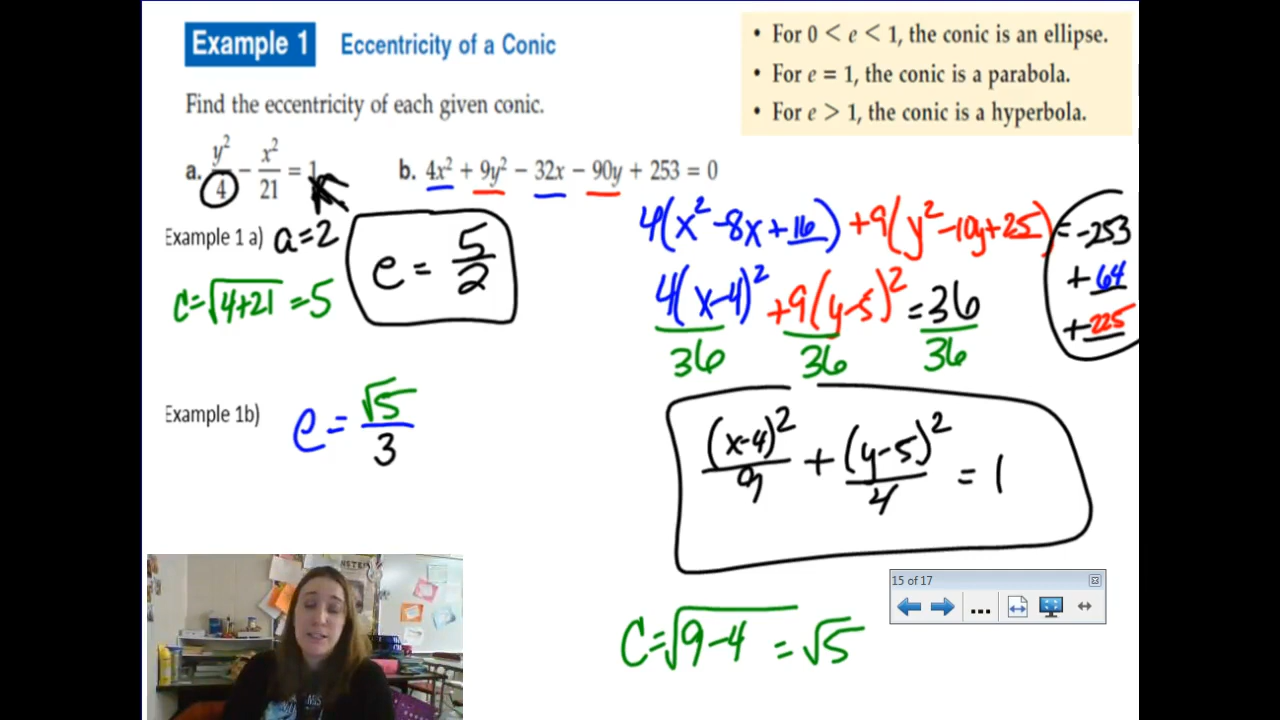 Example 1 Eccentricity of a Conic
Find the eccentricity of each given conic.
• For 0 < e < 1, the conic is an ellipse.
• For e = 1, the conic is a parabola.
• For e > 1, the conic is a hyperbola.
a. y²/4 − x²/21 = 1
b. 4x² + 9y² − 32x − 90y + 253 = 0
Example 1 a) a=2
c=√4+21 = 5
e = 5/2
4(x²-8x+16) +9(y²-10y+25) = -253
+64
+225
4(x-4)² +9(y-5)² = 36
36 36 36
(x-4)²/9 + (y-5)²/4 = 1
Example 1b) e = √5/3
C=√9-4 = √5
15 of 17
...